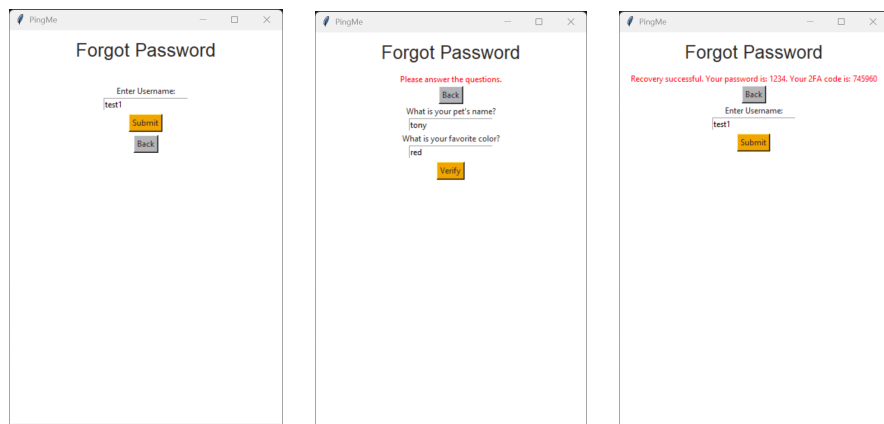 PingMe
Forgot Password
Enter Username:
test1
Submit
Back
PingMe
Forgot Password
Please answer the questions.
Back
What is your pet's name?
tony
What is your favorite color?
red
Verify
PingMe
Forgot Password
Recovery successful. Your password is: 1234. Your 2FA code is: 745960
Back
Enter Username:
test1
Submit